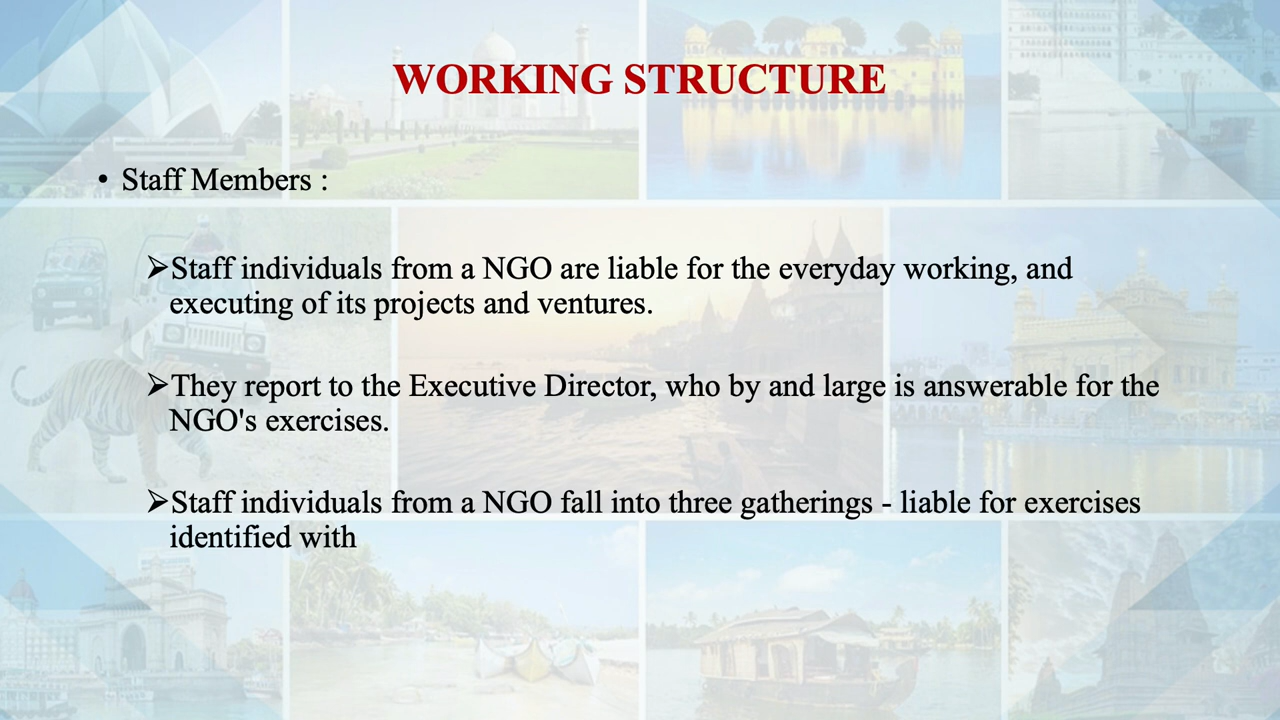 WORKING STRUCTURE
• Staff Members :
➢Staff individuals from a NGO are liable for the everyday working, and
executing of its projects and ventures.
➢They report to the Executive Director, who by and large is answerable for the
NGO's exercises.
➢Staff individuals from a NGO fall into three gatherings - liable for exercises
identified with